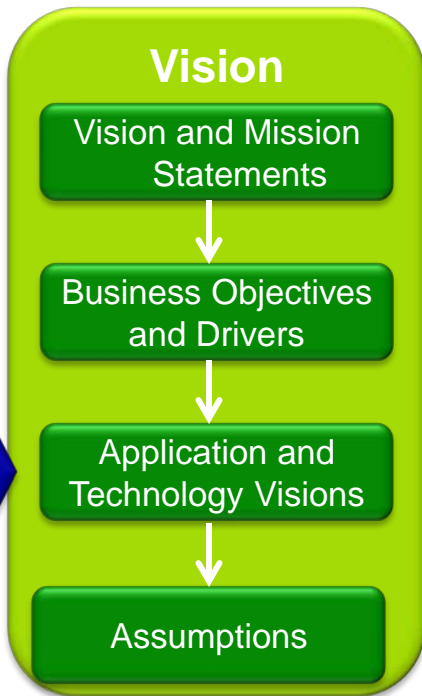 Vision
Vision and Mission
Statements
Business Objectives
and Drivers
Application and
Technology Visions
Assumptions